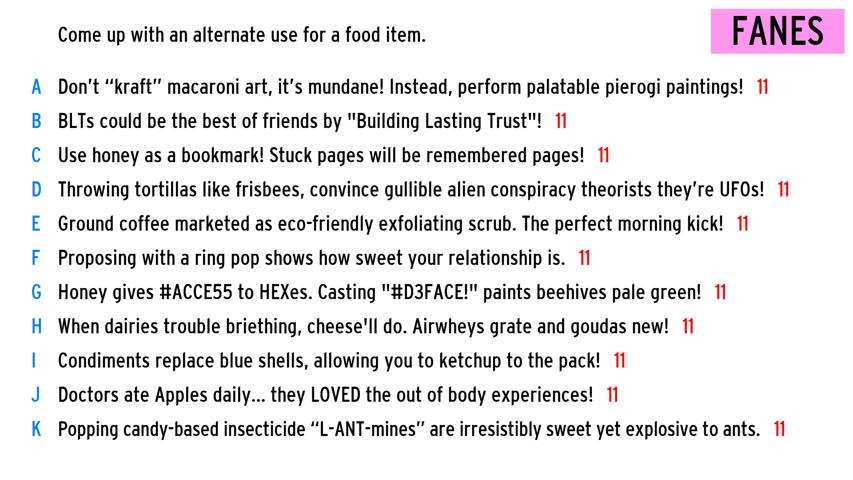 Come up with an alternate use for a food item.
FANES
A Don't “kraft” macaroni art, it's mundane! Instead, perform palatable pierogi paintings! 11
B BLTs could be the best of friends by "Building Lasting Trust"! 11
C Use honey as a bookmark! Stuck pages will be remembered pages! 11
D Throwing tortillas like frisbees, convince gullible alien conspiracy theorists they’re UFOs! 11
E Ground coffee marketed as eco-friendly exfoliating scrub. The perfect morning kick! 11
F Proposing with a ring pop shows how sweet your relationship is. 11
G Honey gives #ACCE55 to HEXes. Casting "#D3FACE!" paints beehives pale green! 11
H When dairies trouble briething, cheese'll do. Airwheys grate and goudas new! 11
I Condiments replace blue shells, allowing you to ketchup to the pack! 11
J Doctors ate Apples daily... they LOVED the out of body experiences! 11
K Popping candy-based insecticide “L-ANT-mines” are irresistibly sweet yet explosive to ants. 11